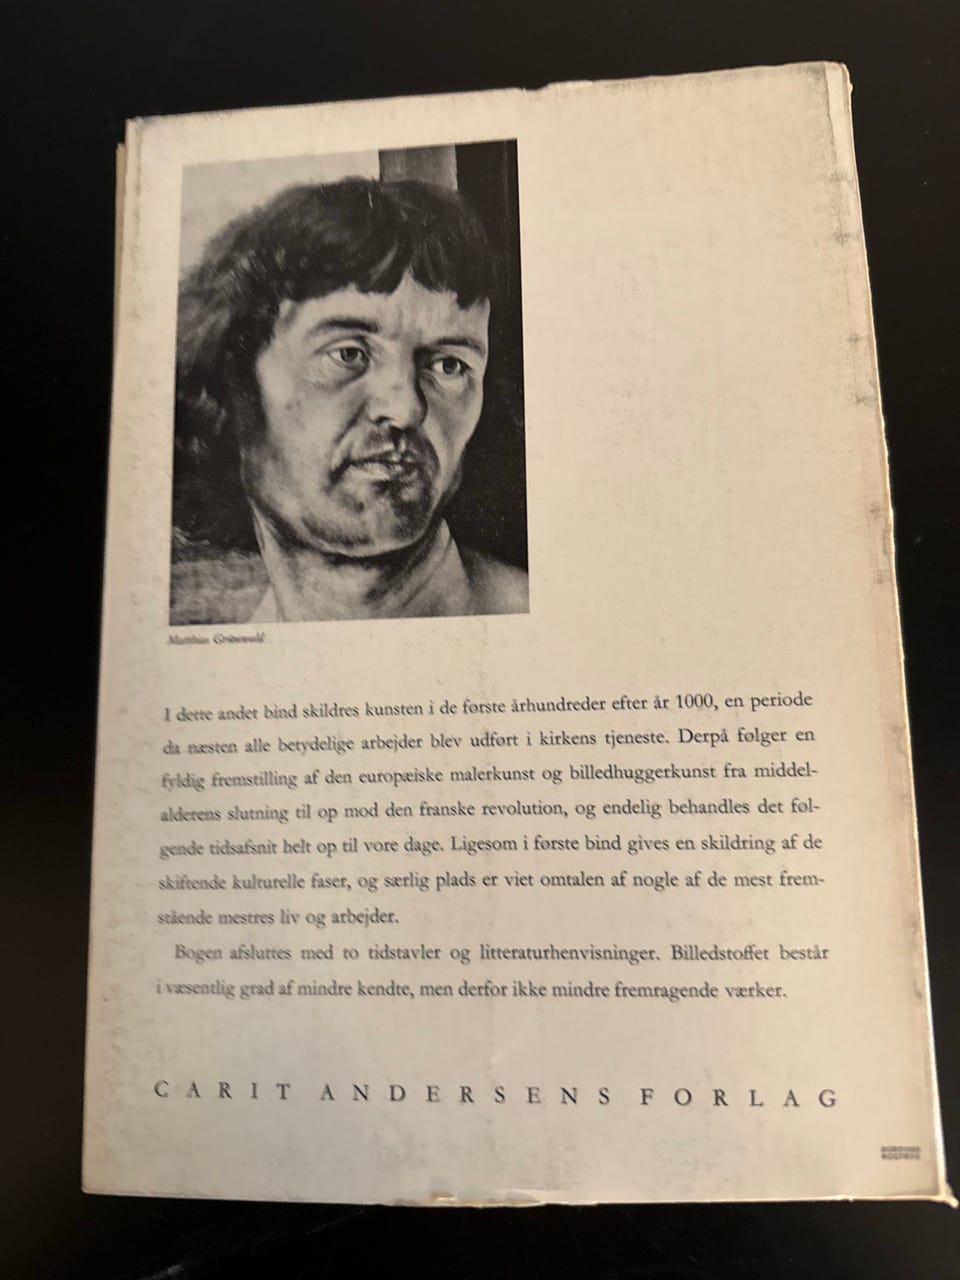 Matthias Grünewald
I dette andet bind skildres kunsten i de første århundreder efter år 1000, en periode
da næsten alle betydelige arbejder blev udført i kirkens tjeneste. Derpå følger en
fyldig fremstilling af den europæiske malerkunst og billedhuggerkunst fra middel-
alderens slutning til op mod den franske revolution, og endelig behandles det føl-
gende tidsafsnit helt op til vore dage. Ligesom i første bind gives en skildring af de
skiftende kulturelle faser, og særlig plads er viet omtalen af nogle af de mest frem-
stående mestres liv og arbejder.
Bogen afsluttes med to tidstavler og litteraturhenvisninger. Billedstoffet består
i væsentlig grad af mindre kendte, men derfor ikke mindre fremragende værker.
CARIT ANDERSENS FORLAG